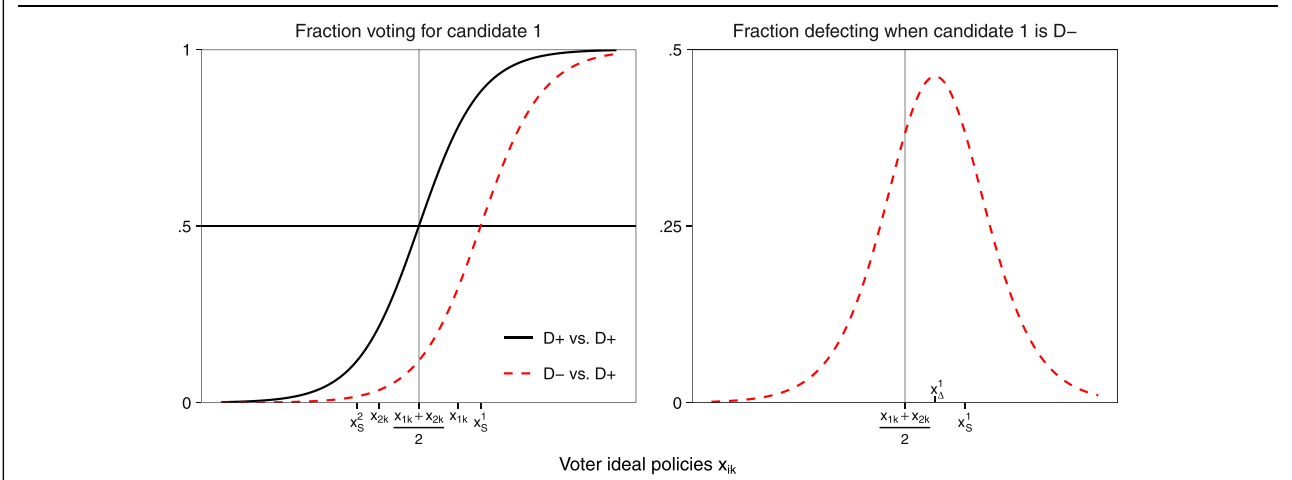 Fraction voting for candidate 1
1
.5
0
D+ vs. D+
D− vs. D+
x_S^2 x_2k (x_1k + x_2k)/2 x_1k x_S^1
Fraction defecting when candidate 1 is D−
.5
.25
0
x_Δ^1
(x_1k + x_2k)/2 x_S^1
Voter ideal policies x_ik